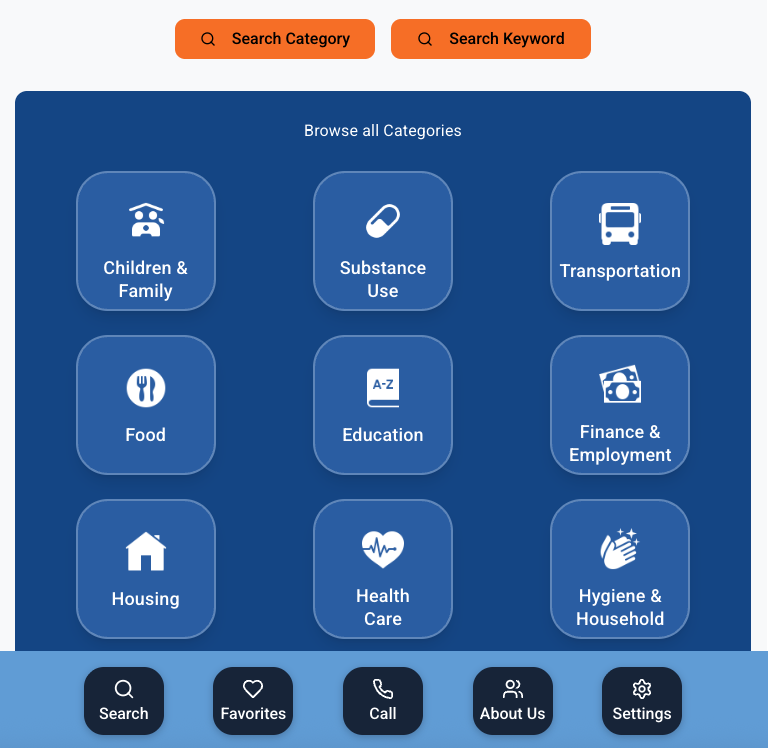 Search Category
Search Keyword
Browse all Categories
Children &
Family
Substance
Use
Transportation
Food
A-Z
Education
Finance &
Employment
Housing
Health
Care
Hygiene &
Household
Search
Favorites
Call
About Us
Settings